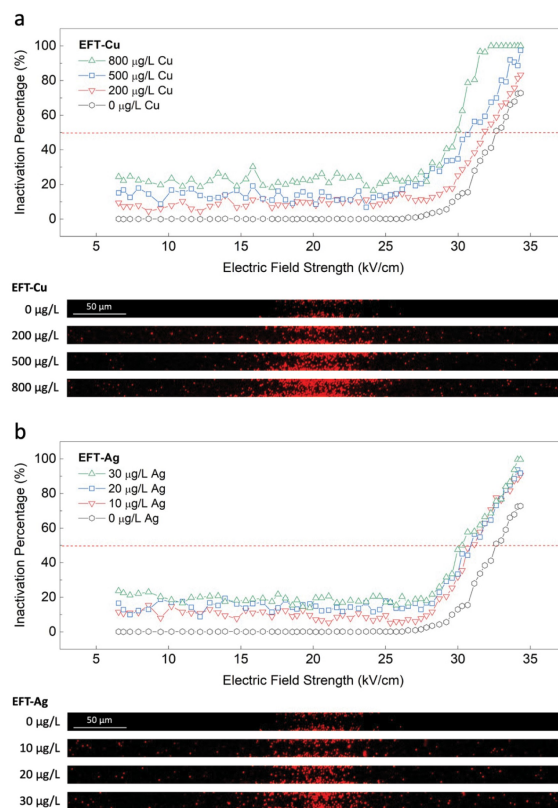 a
EFT-Cu
800 μg/L Cu
500 μg/L Cu
200 μg/L Cu
0 μg/L Cu
Inactivation Percentage (%)
100
80
60
40
20
0
5 10 15 20 25 30 35
Electric Field Strength (kV/cm)
EFT-Cu
0 μg/L
50 μm
200 μg/L
500 μg/L
800 μg/L
b
EFT-Ag
30 μg/L Ag
20 μg/L Ag
10 μg/L Ag
0 μg/L Ag
Inactivation Percentage (%)
100
80
60
40
20
0
5 10 15 20 25 30 35
Electric Field Strength (kV/cm)
EFT-Ag
0 μg/L
50 μm
10 μg/L
20 μg/L
30 μg/L